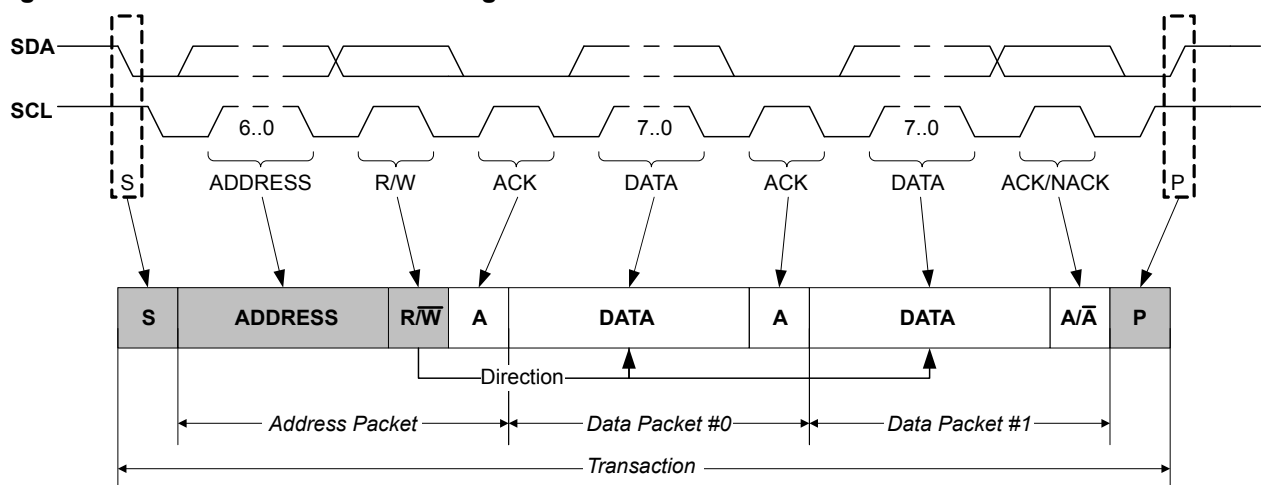 SDA
SCL
6..0 7..0 7..0
S ADDRESS R/W ACK DATA ACK DATA ACK/NACK P
S ADDRESS R/W̅ A DATA A DATA A/A̅ P
Direction
Address Packet Data Packet #0 Data Packet #1
Transaction